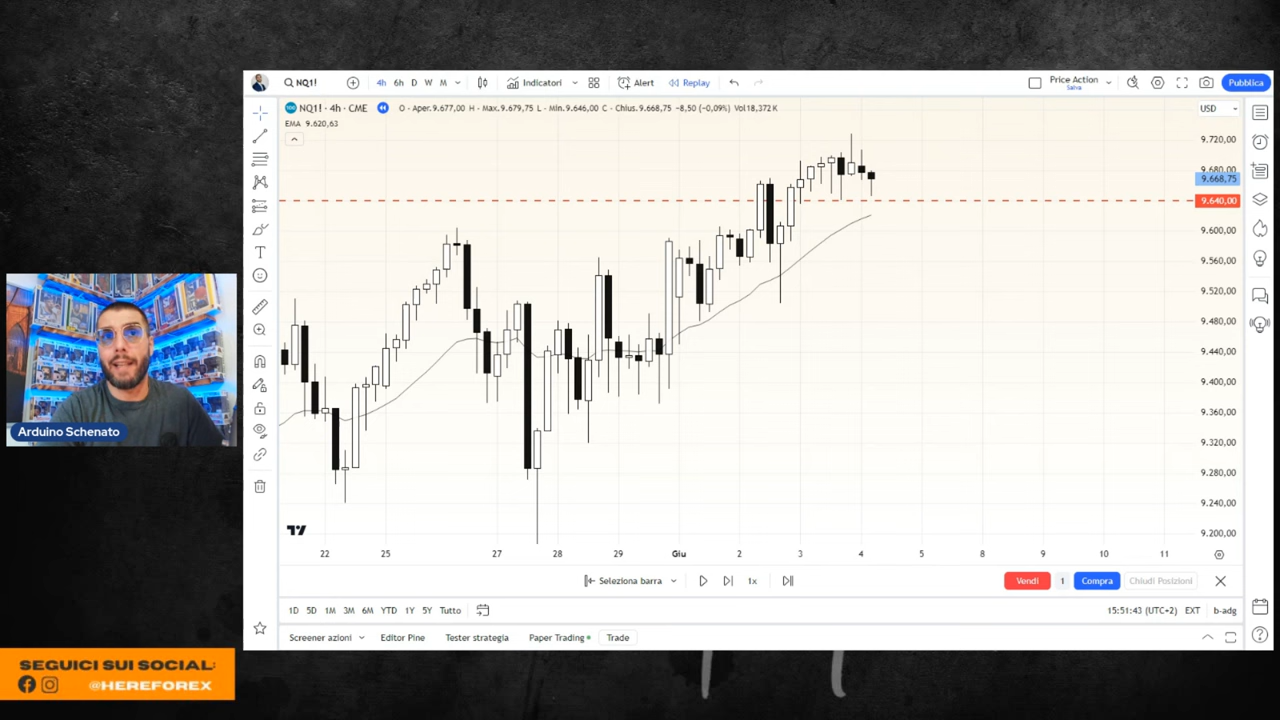 NQ1!
4h 6h D W M
Indicatori
Alert
Replay
Price Action
Salva
Pubblica
NQ1! · 4h · CME
O - Aper.9.677,00 H - Max.9.679,75 L - Min.9.646,00 C - Chius.9.668,75 −8,50 (−0,09%) Vol18,372 K
USD
EMA 9.620,63
9.720,00
9.680,00
9.668,75
9.640,00
9.600,00
9.560,00
9.520,00
9.480,00
9.440,00
9.400,00
9.360,00
9.320,00
9.280,00
9.240,00
9.200,00
Arduino Schenato
22 25 27 28 29 Giu 2 3 4 5 8 9 10 11
Seleziona barra
1x
Vendi
1
Compra
Chiudi Posizioni
1D 5D 1M 3M 6M YTD 1Y 5Y Tutto
15:51:43 (UTC+2) EXT b-adg
Screener azioni
Editor Pine
Tester strategia
Paper Trading
Trade
SEGUICI SUI SOCIAL:
@HEREFOREX